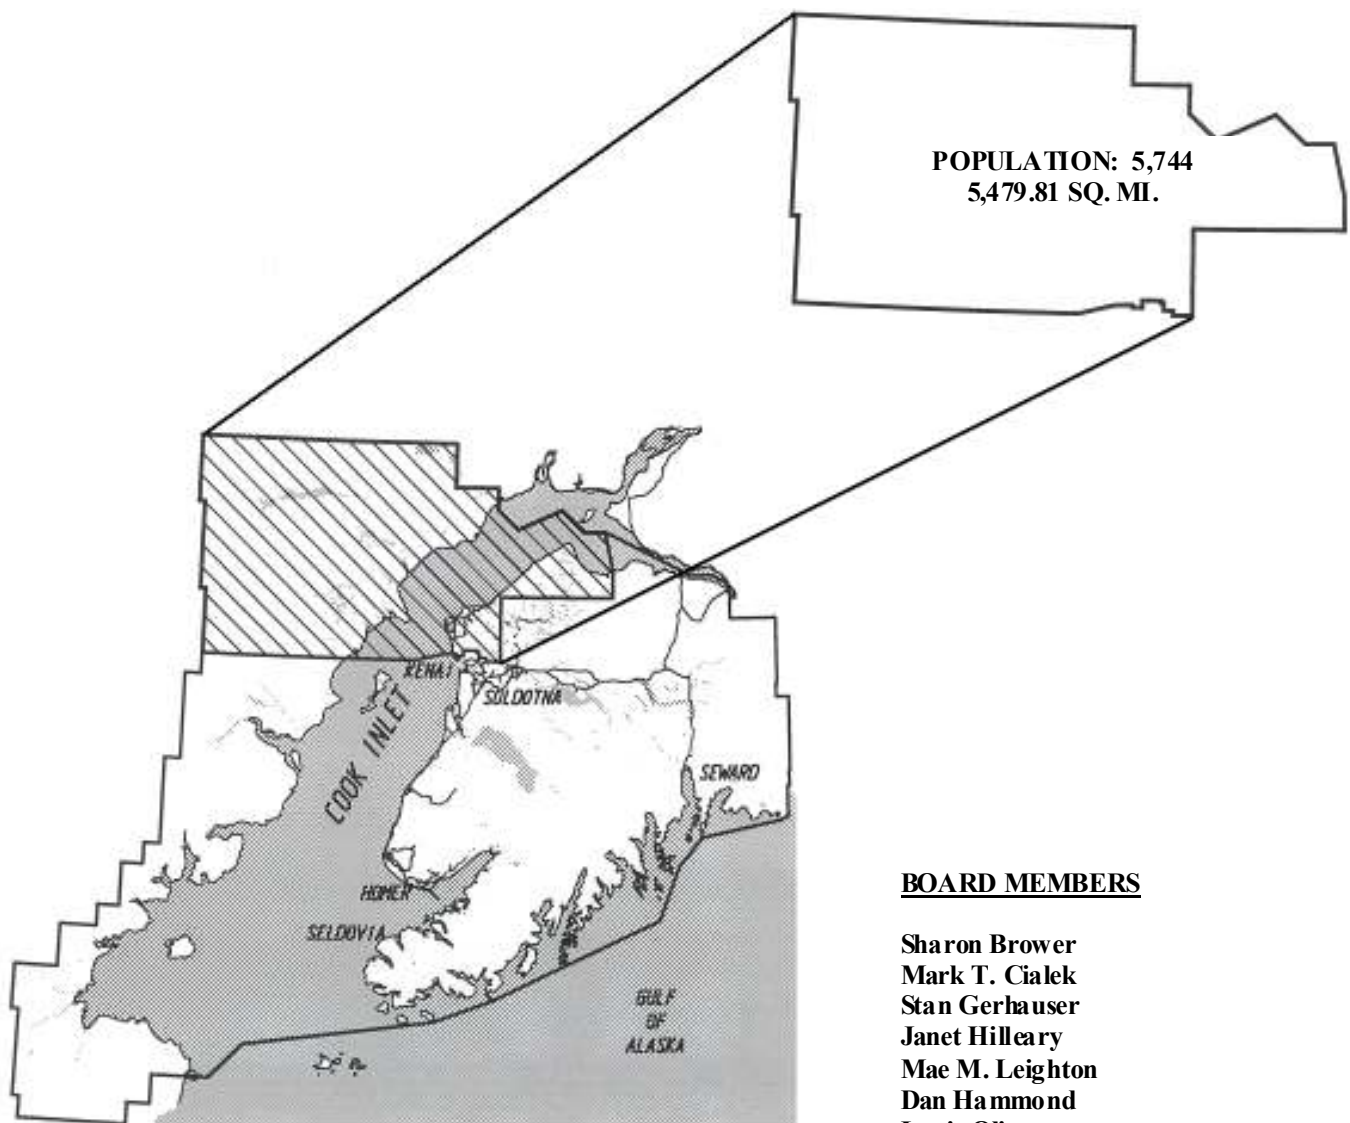 POPULATION: 5,744
5,479.81 SQ. MI.
KENAI
SOLDOTNA
COOK INLET
SEWARD
HOMER
SELDOVIA
GULF
OF
ALASKA
BOARD MEMBERS
Sharon Brower
Mark T. Cialek
Stan Gerhauser
Janet Hilleary
Mae M. Leighton
Dan Hammond